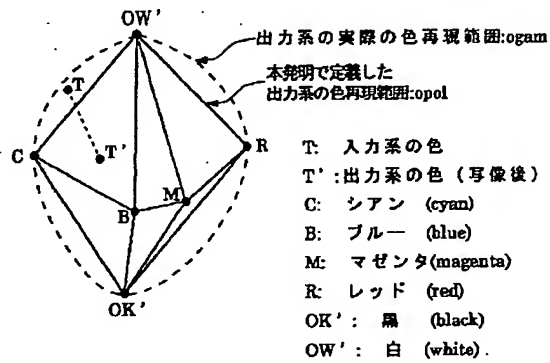 OW'
出力系の実際の色再現範囲:ogam
本発明で定義した
出力系の色再現範囲:opol
T
T'
C
R
M
B
OK'
T: 入力系の色
T':出力系の色(写像後)
C: シアン (cyan)
B: ブルー (blue)
M: マゼンタ(magenta)
R: レッド (red)
OK': 黒 (black)
OW': 白 (white).